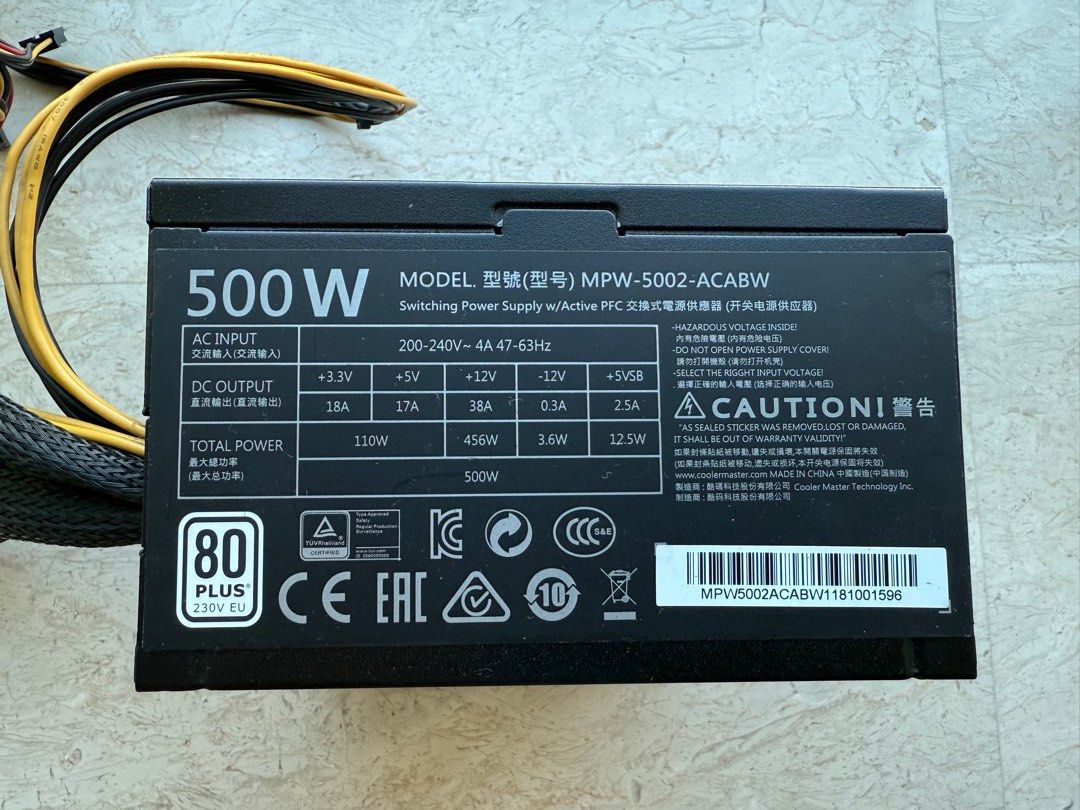 500W
MODEL. 型號(型号) MPW-5002-ACABW
Switching Power Supply w/Active PFC 交換式電源供應器 (开关电源供应器)
AC INPUT
交流輸入(交流输入)
200-240V~ 4A 47-63Hz
DC OUTPUT
直流輸出(直流输出)
+3.3V +5V +12V -12V +5VSB
18A 17A 38A 0.3A 2.5A
TOTAL POWER
最大總功率
(最大总功率)
110W 456W 3.6W 12.5W
500W
-HAZARDOUS VOLTAGE INSIDE!
內有危險電壓 (内有危险电压)
-DO NOT OPEN POWER SUPPLY COVER!
請勿打開機殼 (请勿打开机壳)
-SELECT THE RIGGHT INPUT VOLTAGE!
選擇正確的輸入電壓 (选择正确的输入电压)
CAUTION! 警告
"AS SEALED STICKER WAS REMOVED,LOST OR DAMAGED,
IT SHALL BE OUT OF WARRANTY VALIDITY!"
如果封條貼紙被移動,遺失或損壞,本開關電源保固將失效
(如果封条贴纸被移动,遗失或损坏,本开关电源保固将失效)
www.coolermaster.com MADE IN CHINA 中國製造(中国制造)
製造商 : 酷碼科技股份有限公司 Cooler Master Technology Inc.
制造商 : 酷码科技股份有限公司
80
PLUS®
230V EU
TÜVRheinland
CERTIFIED
Type Approved
Safety
Regular Production
Surveillance
www.tuv.com
ID 2000000000
KC
CCC S&E
CE EAC 10
MPW5002ACABW1181001596